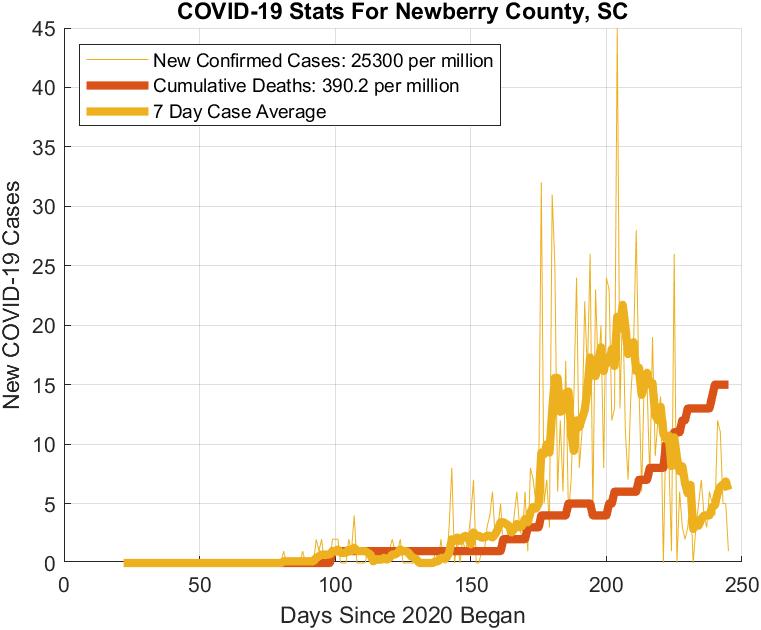 COVID-19 Stats For Newberry County, SC
New Confirmed Cases: 25300 per million
Cumulative Deaths: 390.2 per million
7 Day Case Average
New COVID-19 Cases
45
40
35
30
25
20
15
10
5
0
0 50 100 150 200 250
Days Since 2020 Began